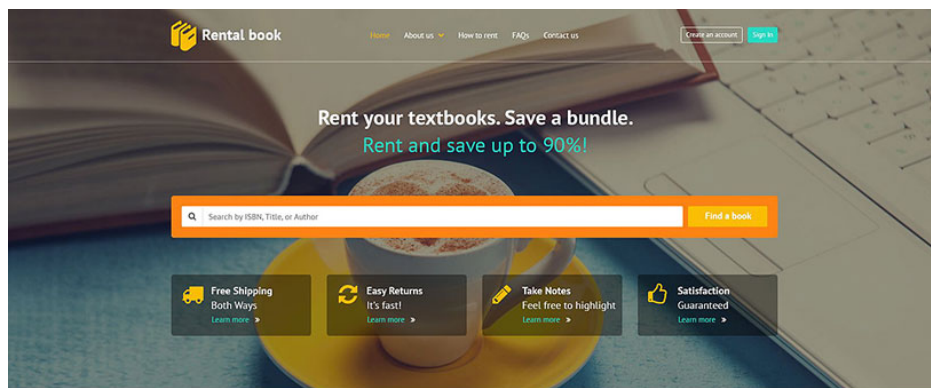 Rental book
Home About us How to rent FAQs Contact us
Create an account Sign In
Rent your textbooks. Save a bundle.
Rent and save up to 90%!
Search by ISBN, Title, or Author
Find a book
Free Shipping
Both Ways
Learn more »
Easy Returns
It's fast!
Learn more »
Take Notes
Feel free to highlight
Learn more »
Satisfaction
Guaranteed
Learn more »